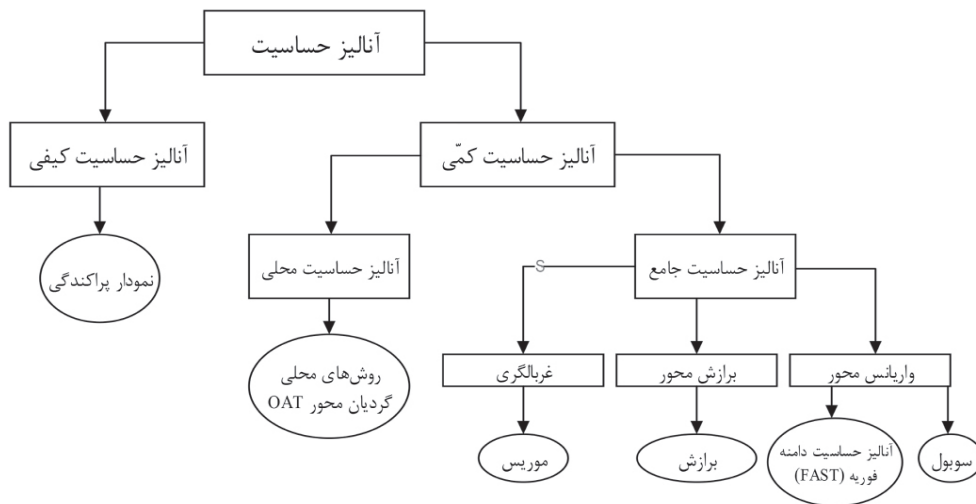 آنالیز حساسیت
آنالیز حساسیت کیفی
آنالیز حساسیت کمّی
نمودار پراکندگی
آنالیز حساسیت محلی
آنالیز حساسیت جامع
S
روش‌های محلی
گردیان محور OAT
غربالگری
برازش محور
واریانس محور
موریس
برازش
آنالیز حساسیت دامنه
فوریه (FAST)
سوبول